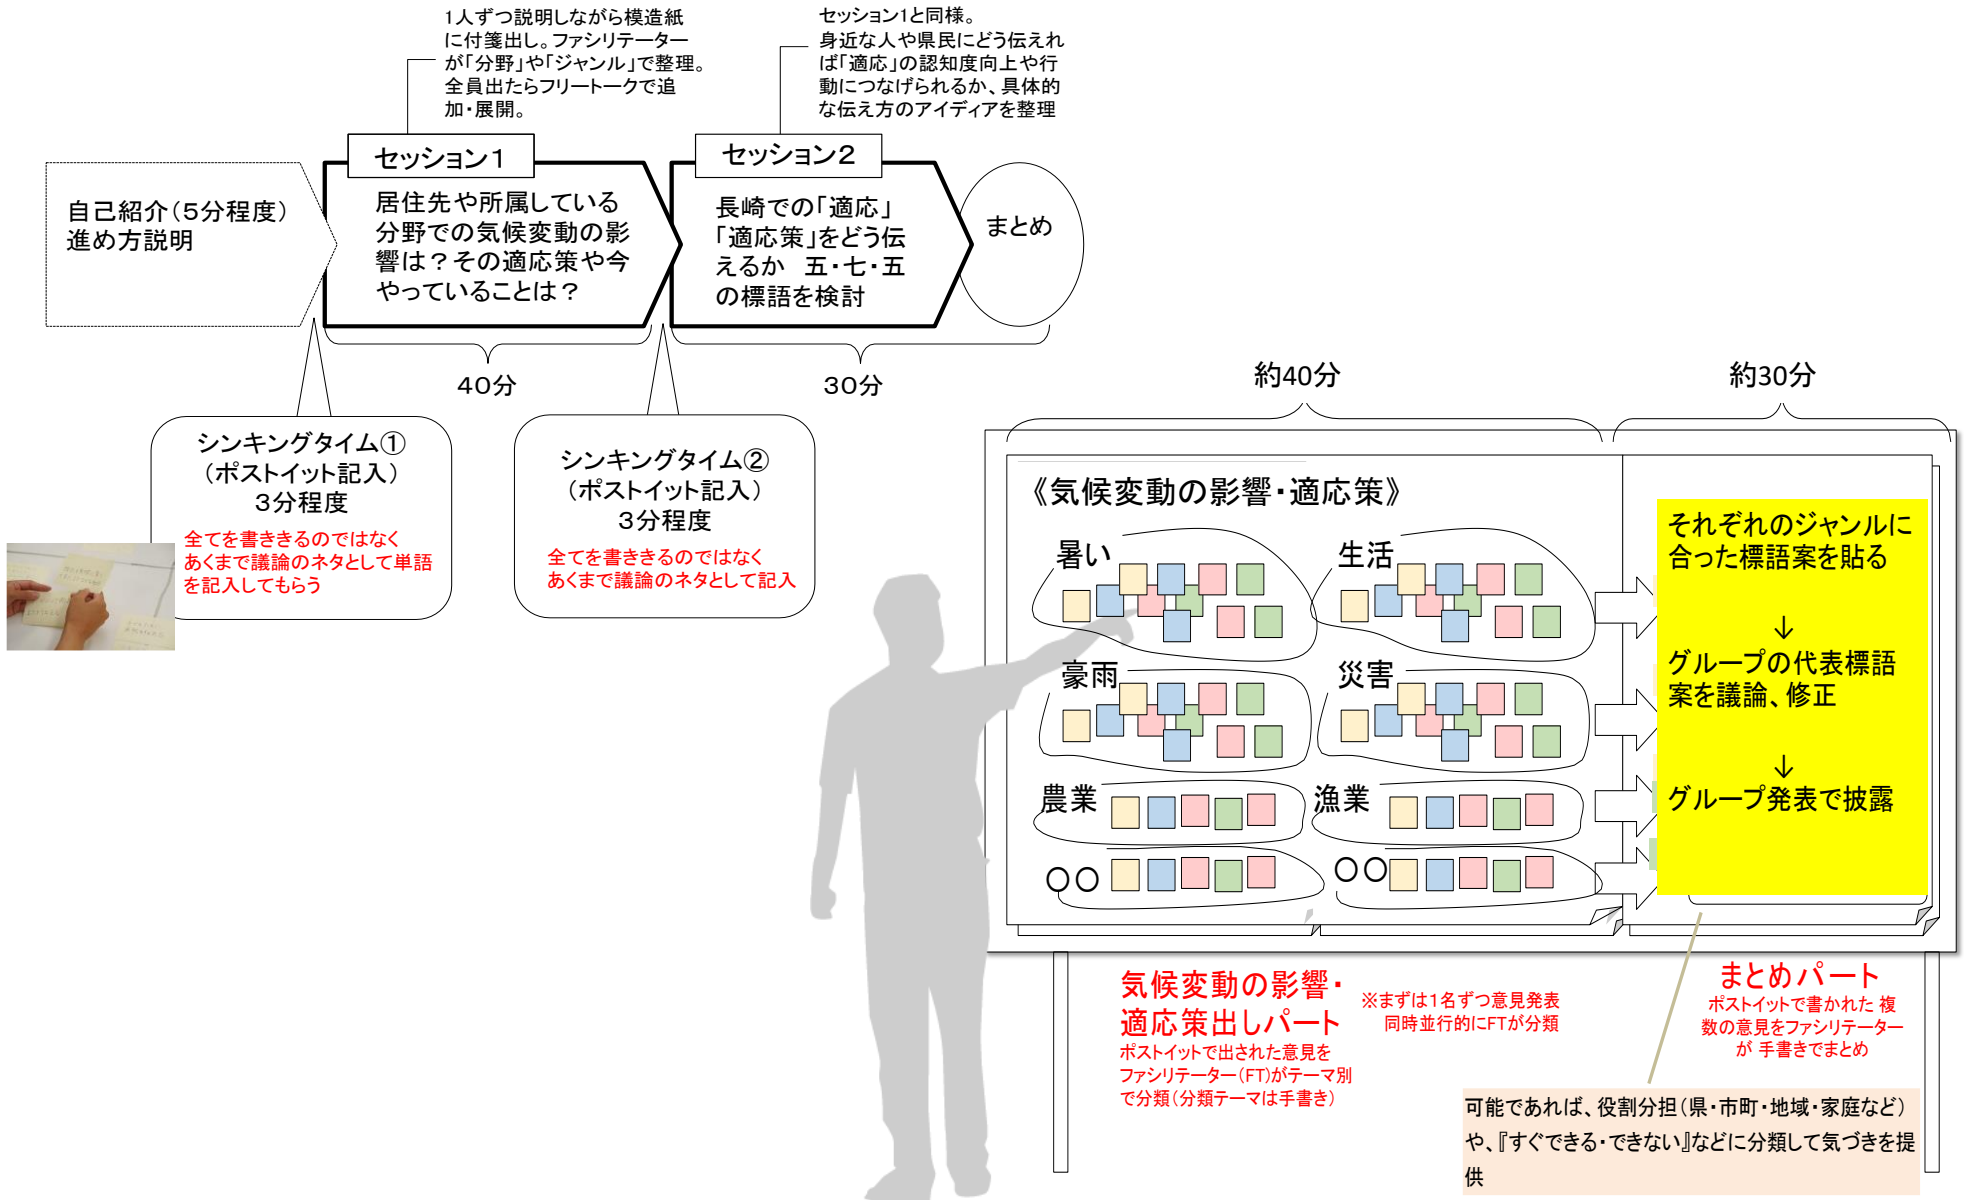 1人ずつ説明しながら模造紙
に付箋出し。ファシリテーター
が「分野」や「ジャンル」で整理。
全員出たらフリートークで追
加・展開。
セッション1と同様。
身近な人や県民にどう伝えれ
ば「適応」の認知度向上や行
動につなげられるか、具体的
な伝え方のアイディアを整理
自己紹介(5分程度)
進め方説明
セッション1
居住先や所属している
分野での気候変動の影
響は?その適応策や今
やっていることは?
セッション2
長崎での「適応」
「適応策」をどう伝
えるか　五・七・五
の標語を検討
まとめ
40分
30分
シンキングタイム①
(ポストイット記入)
3分程度
全てを書ききるのではなく
あくまで議論のネタとして単語
を記入してもらう
シンキングタイム②
(ポストイット記入)
3分程度
全てを書ききるのではなく
あくまで議論のネタとして記入
約40分
約30分
《気候変動の影響・適応策》
暑い
生活
豪雨
災害
農業
漁業
〇〇
〇〇
それぞれのジャンルに
合った標語案を貼る
↓
グループの代表標語
案を議論、修正
↓
グループ発表で披露
気候変動の影響・
適応策出しパート
ポストイットで出された意見を
ファシリテーター(FT)がテーマ別
で分類(分類テーマは手書き)
※まずは1名ずつ意見発表
同時並行的にFTが分類
まとめパート
ポストイットで書かれた 複
数の意見をファシリテーター
が 手書きでまとめ
可能であれば、役割分担(県・市町・地域・家庭など)
や、『すぐできる・できない』などに分類して気づきを提
供